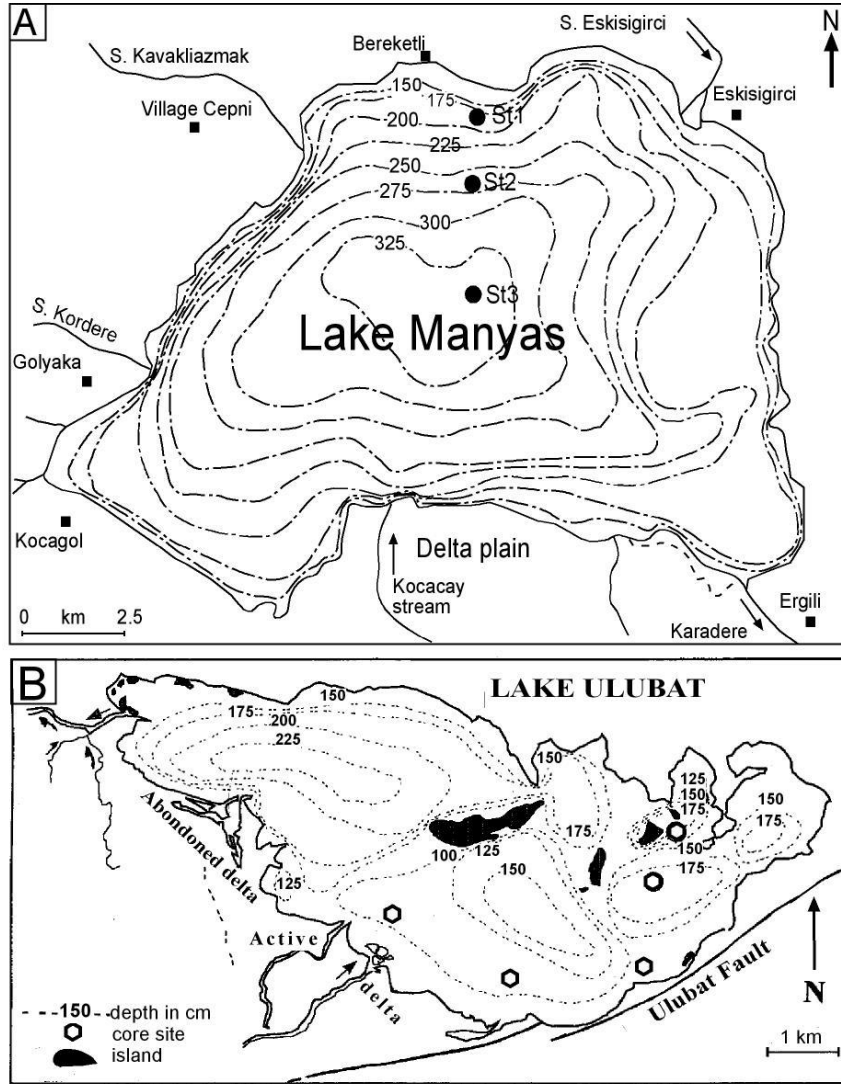 A
S. Eskisigirci
N
Bereketli
S. Kavakliazmak
150
Eskisigirci
175
Village Cepni
200
St1
225
250
St2
275
300
325
St3
S. Kordere
Lake Manyas
Golyaka
Kocagol
Delta plain
0 km 2.5
Kocacay
stream
Ergili
Karadere
B
LAKE ULUBAT
175
150
200
225
150
125
150
175
150
175
Abondoned delta
175
100
125
150
175
125
150
Active
delta
Ulubat Fault
N
150 depth in cm
core site
island
1 km